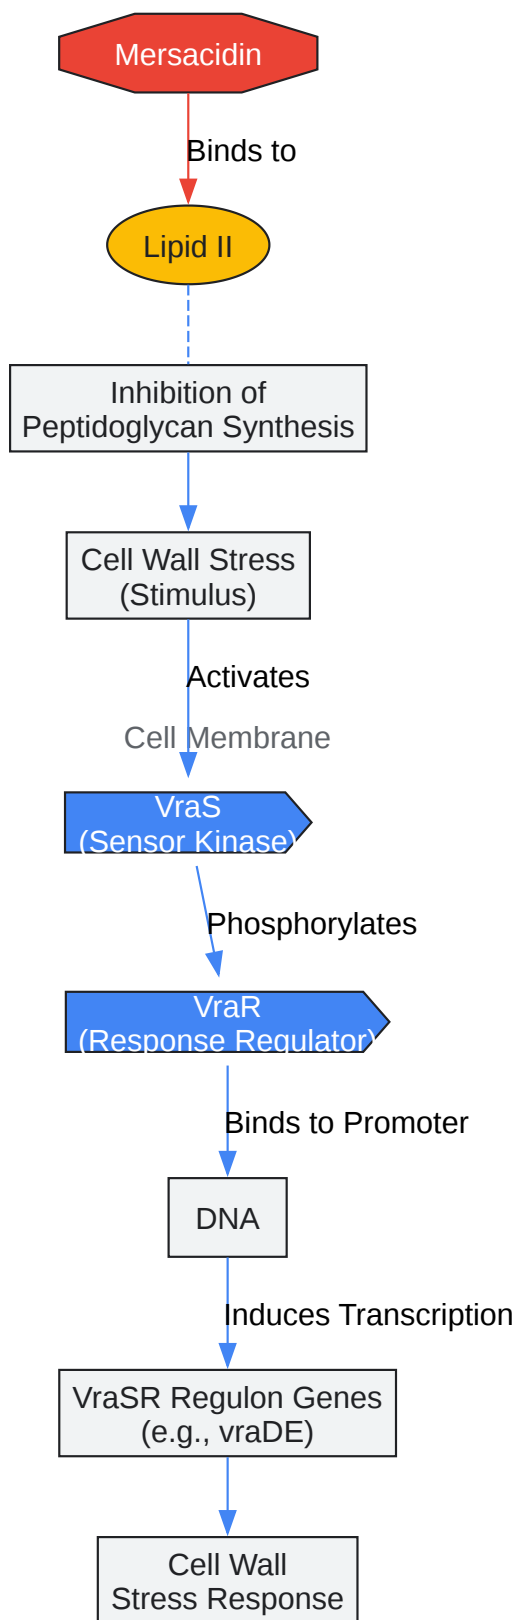 Mersacidin
Binds to
Lipid II
Inhibition of
Peptidoglycan Synthesis
Cell Wall Stress
(Stimulus)
Activates
Cell Membrane
VraS
(Sensor Kinase)
Phosphorylates
VraR
(Response Regulator)
Binds to Promoter
DNA
Induces Transcription
VraSR Regulon Genes
(e.g., vraDE)
Cell Wall
Stress Response